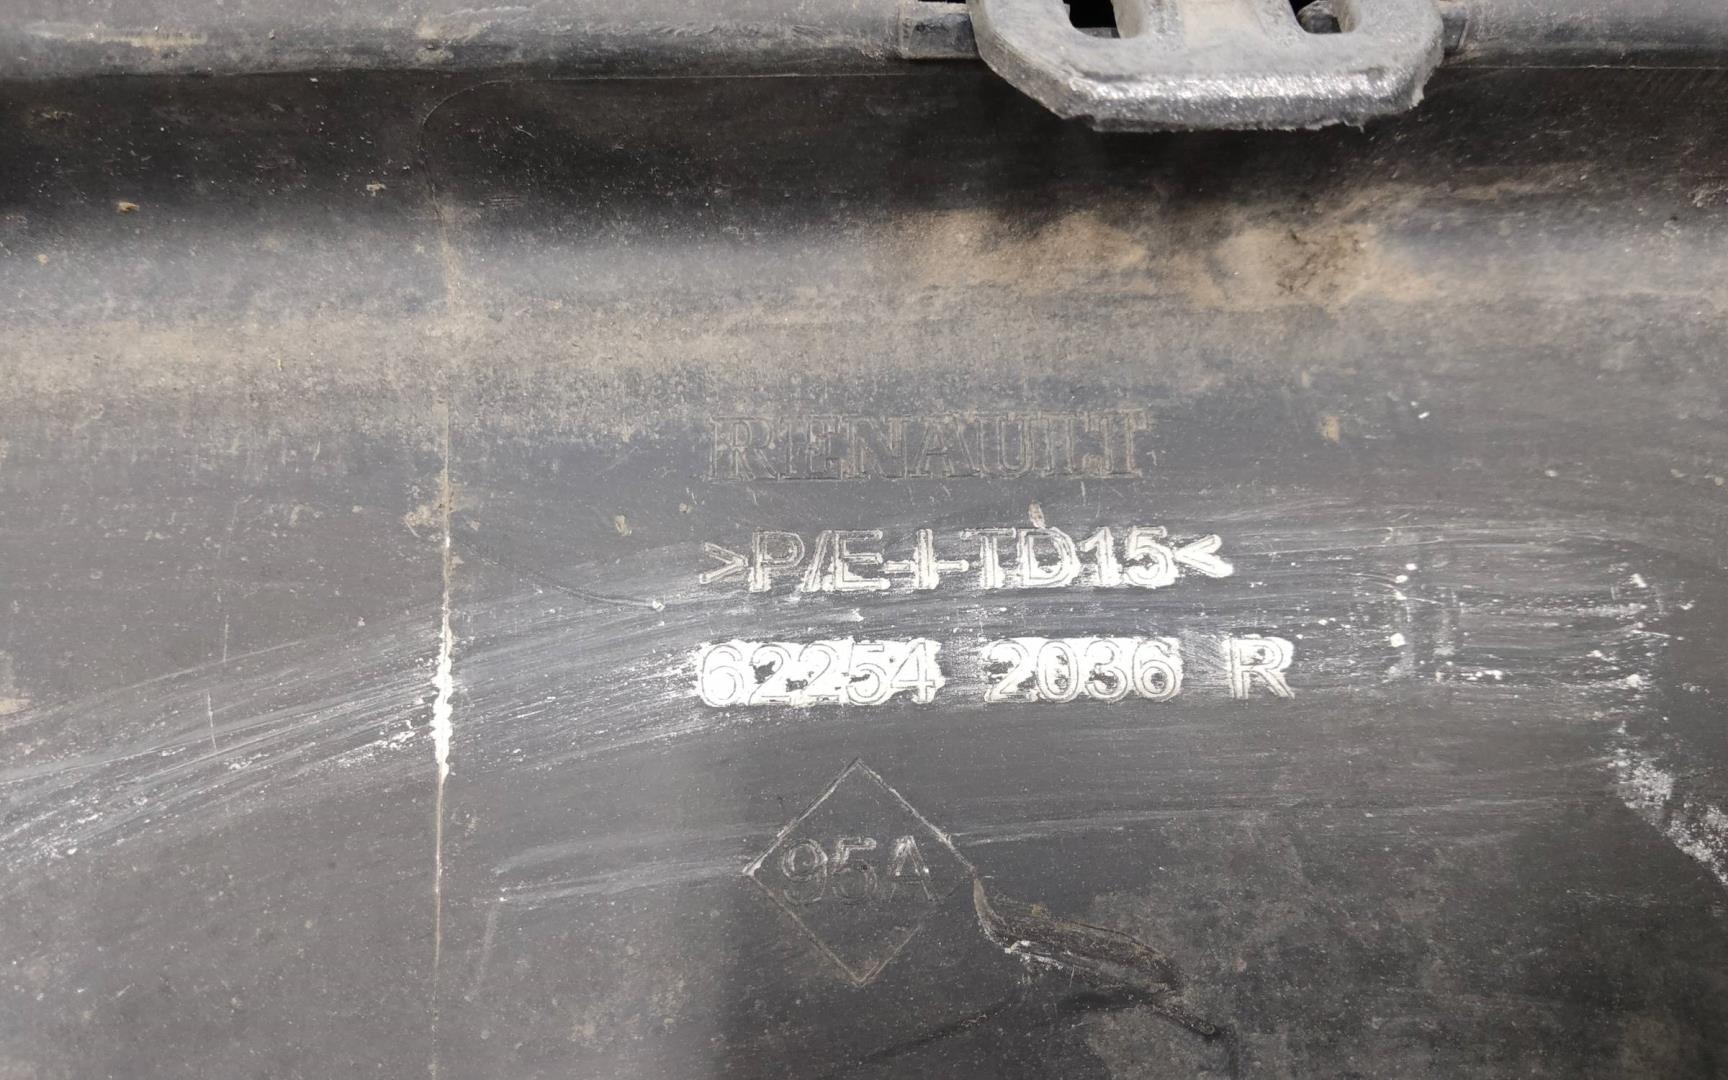 RENAULT
>P/E-I-TD15<
62254 2036 R
95A